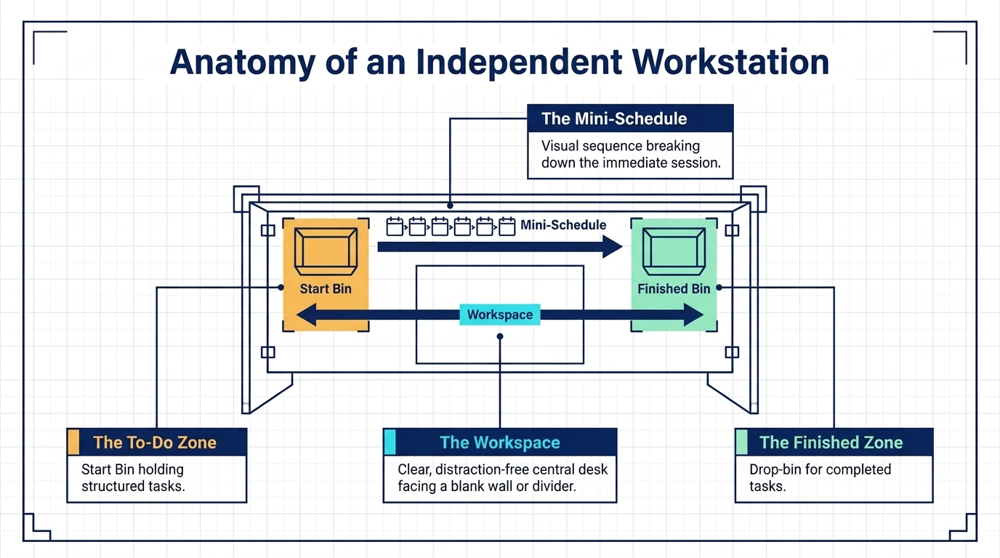 Anatomy of an Independent Workstation
The Mini-Schedule
Visual sequence breaking
down the immediate session.
Mini-Schedule
Start Bin
Finished Bin
Workspace
The To-Do Zone
Start Bin holding
structured tasks.
The Workspace
Clear, distraction-free central desk
facing a blank wall or divider.
The Finished Zone
Drop-bin for completed
tasks.